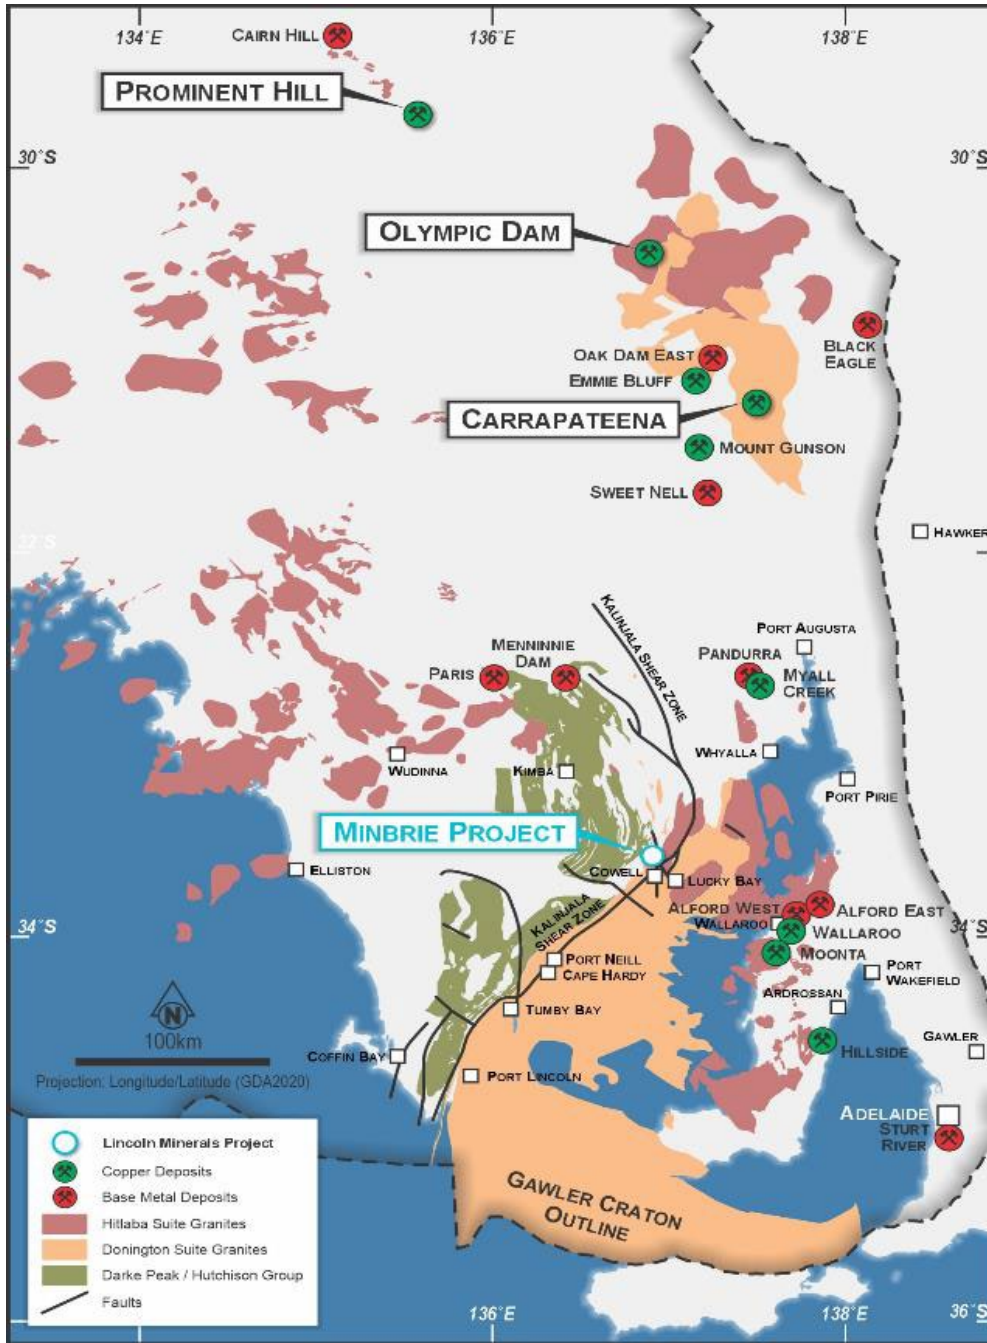 134°E
136°E
138°E
CAIRN HILL
PROMINENT HILL
30°S
30°S
OLYMPIC DAM
BLACK
EAGLE
OAK DAM EAST
EMMIE BLUFF
CARRAPATEENA
MOUNT GUNSON
SWEET NELL
32°S
HAWKER
KALINJALA SHEAR ZONE
PORT AUGUSTA
MENNINNIE
DAM
PANDURRA
PARIS
MYALL
CREEK
WHYALLA
WUDINNA
KIMBA
PORT PIRIE
MINBRIE PROJECT
ELLISTON
COWELL
LUCKY BAY
ALFORD WEST
ALFORD EAST
KALINJALA
SHEAR ZONE
WALLAROO
WALLAROO
34°S
34°S
MOONTA
PORT NEILL
CAPE HARDY
PORT
WAKEFIELD
ARDROSSAN
TUMBY BAY
N
100km
GAWLER
HILLSIDE
COFFIN BAY
PORT LINCOLN
Projection: Longitude/Latitude (GDA2020)
ADELAIDE
STURT
RIVER
Lincoln Minerals Project
Copper Deposits
Base Metal Deposits
Hitlaba Suite Granites
Donington Suite Granites
Darke Peak / Hutchison Group
Faults
GAWLER CRATON
OUTLINE
136°E
138°E
36°S